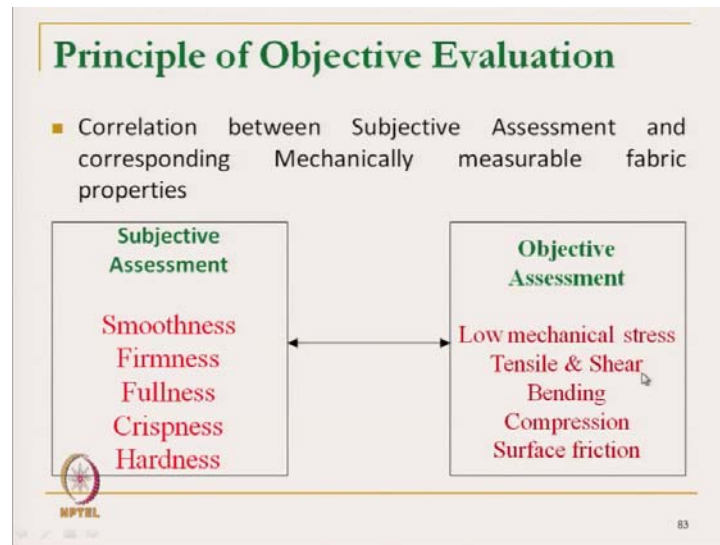 Principle of Objective Evaluation
Correlation between Subjective Assessment and
corresponding Mechanically measurable fabric
properties
Subjective
Assessment
Smoothness
Firmness
Fullness
Crispness
Hardness
Objective
Assessment
Low mechanical stress
Tensile & Shear
Bending
Compression
Surface friction
NPTEL
83